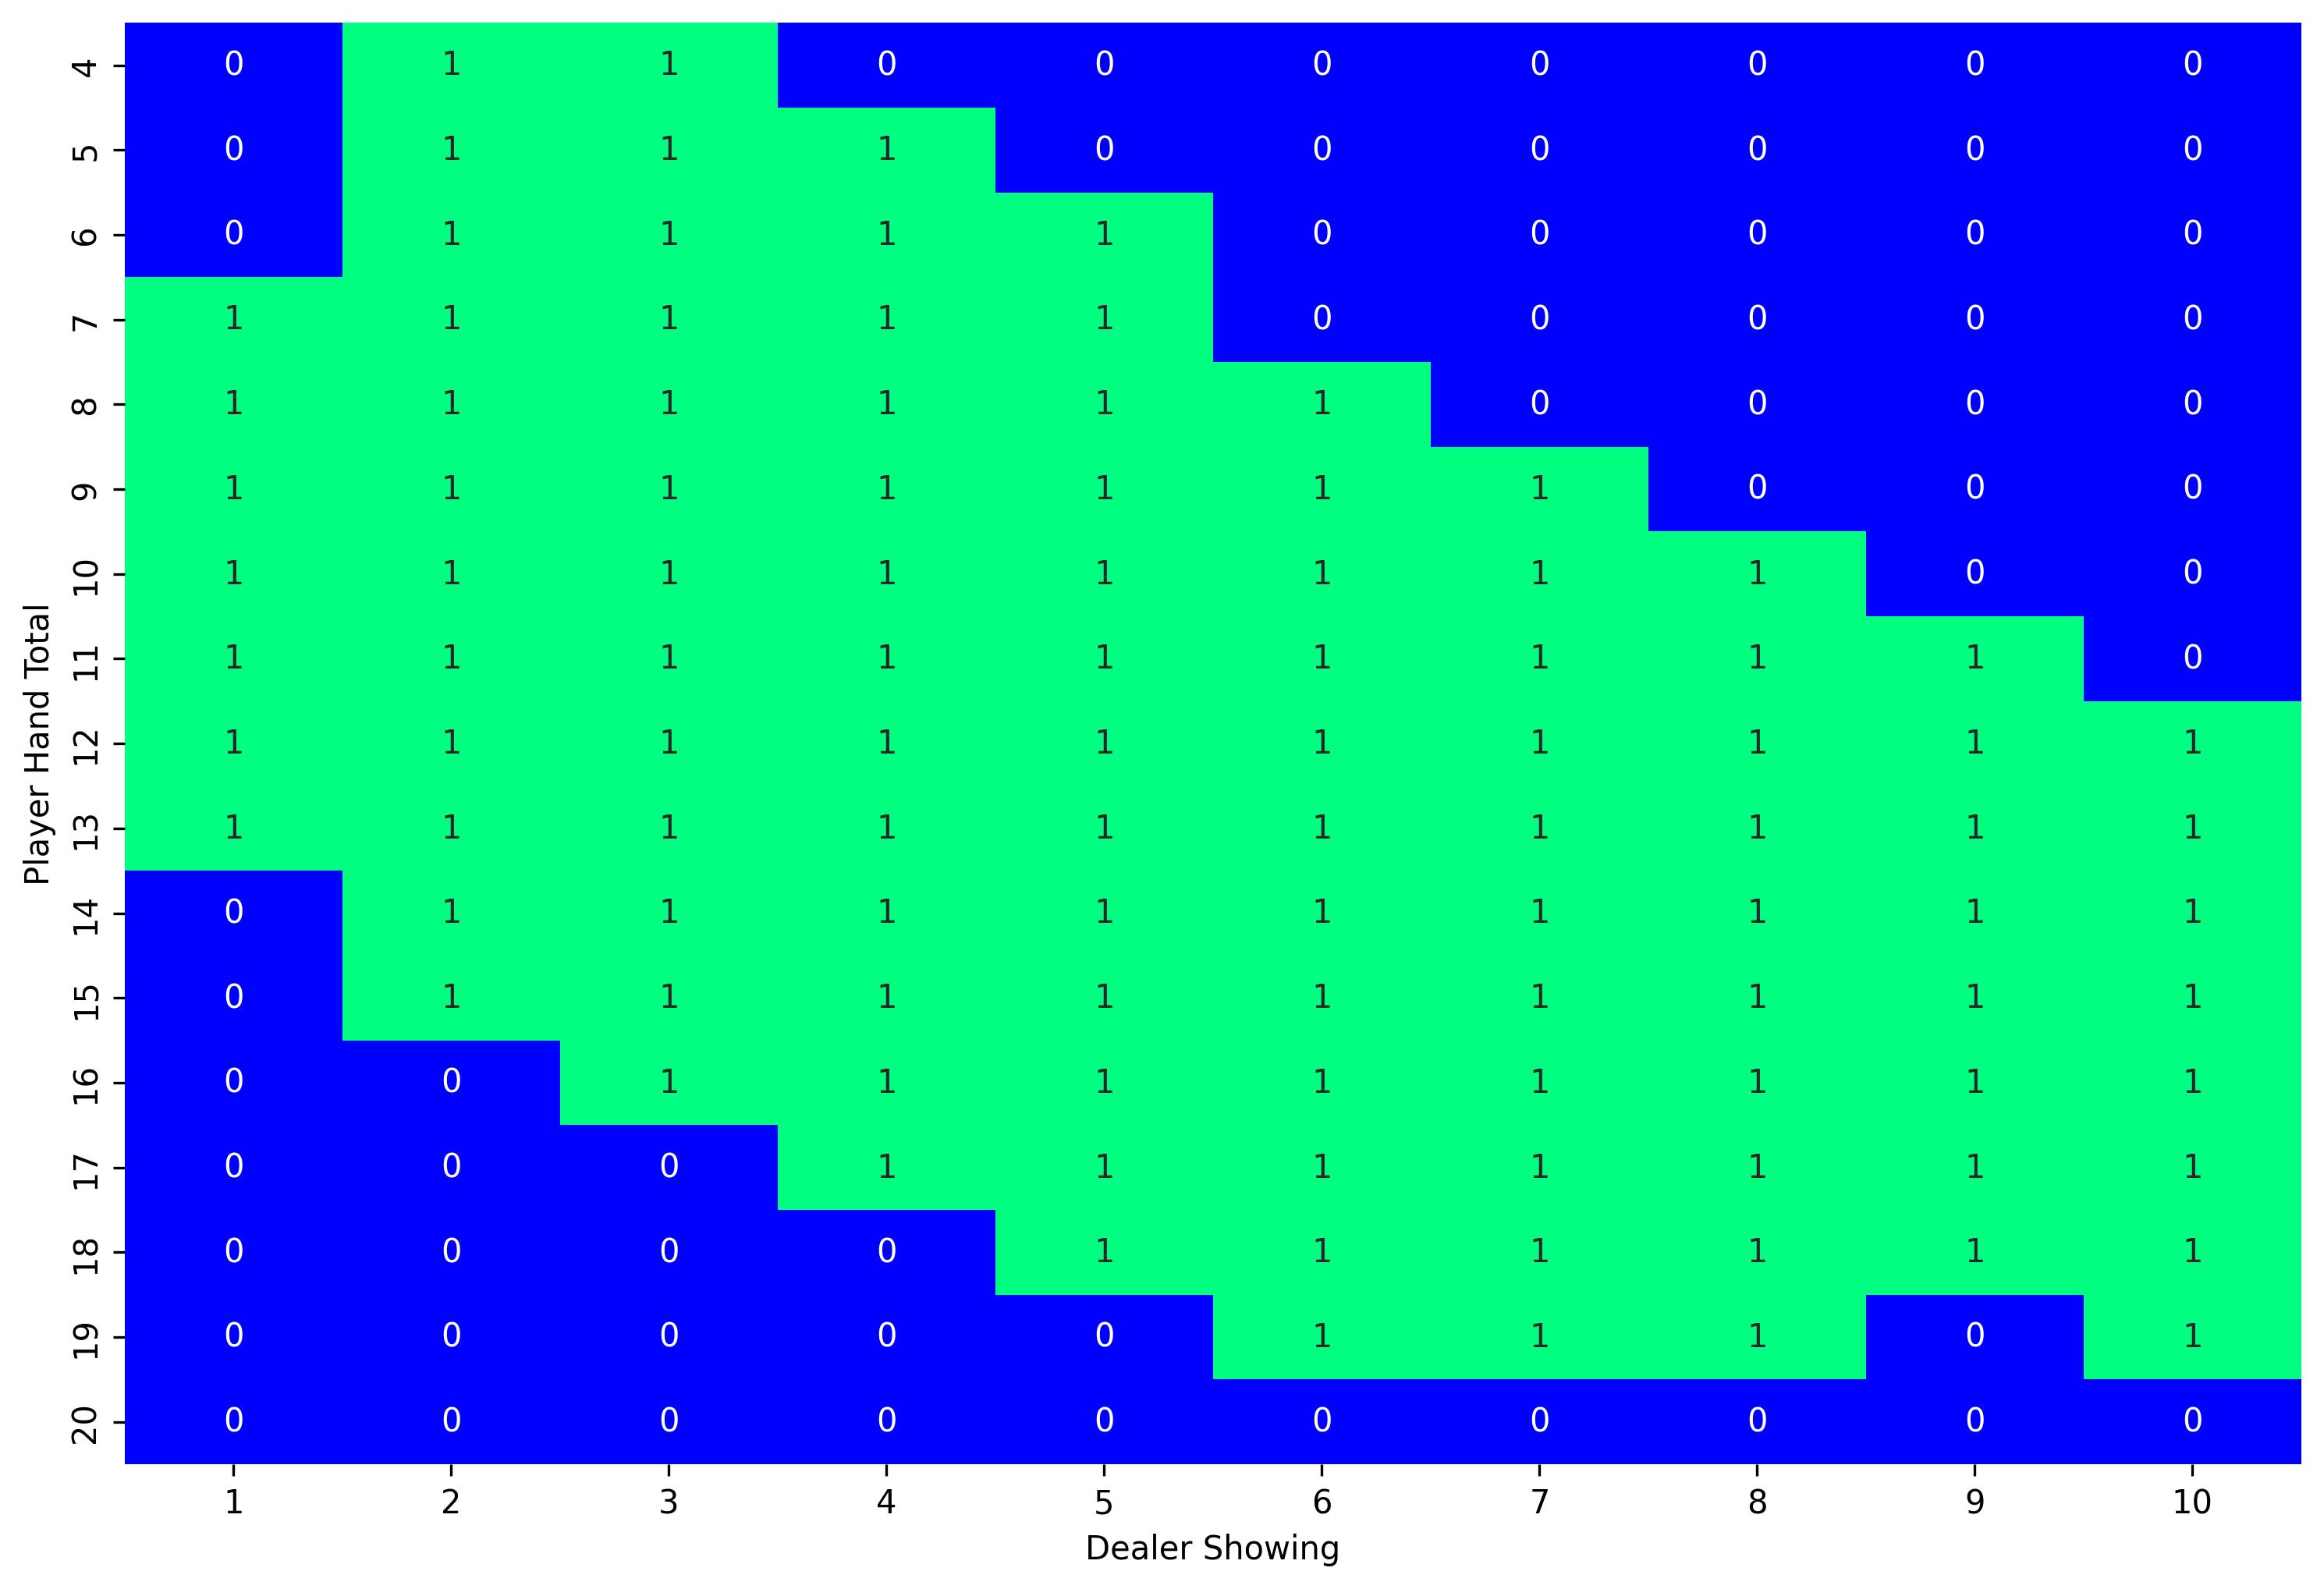 4 0 1 1 0 0 0 0 0 0 0
5 0 1 1 1 0 0 0 0 0 0
6 0 1 1 1 1 0 0 0 0 0
7 1 1 1 1 1 0 0 0 0 0
8 1 1 1 1 1 1 0 0 0 0
9 1 1 1 1 1 1 1 0 0 0
10 1 1 1 1 1 1 1 1 0 0
11 1 1 1 1 1 1 1 1 1 0
12 1 1 1 1 1 1 1 1 1 1
13 1 1 1 1 1 1 1 1 1 1
14 0 1 1 1 1 1 1 1 1 1
15 0 1 1 1 1 1 1 1 1 1
16 0 0 1 1 1 1 1 1 1 1
17 0 0 0 1 1 1 1 1 1 1
18 0 0 0 0 1 1 1 1 1 1
19 0 0 0 0 0 1 1 1 0 1
20 0 0 0 0 0 0 0 0 0 0
1 2 3 4 5 6 7 8 9 10
Dealer Showing
Player Hand Total